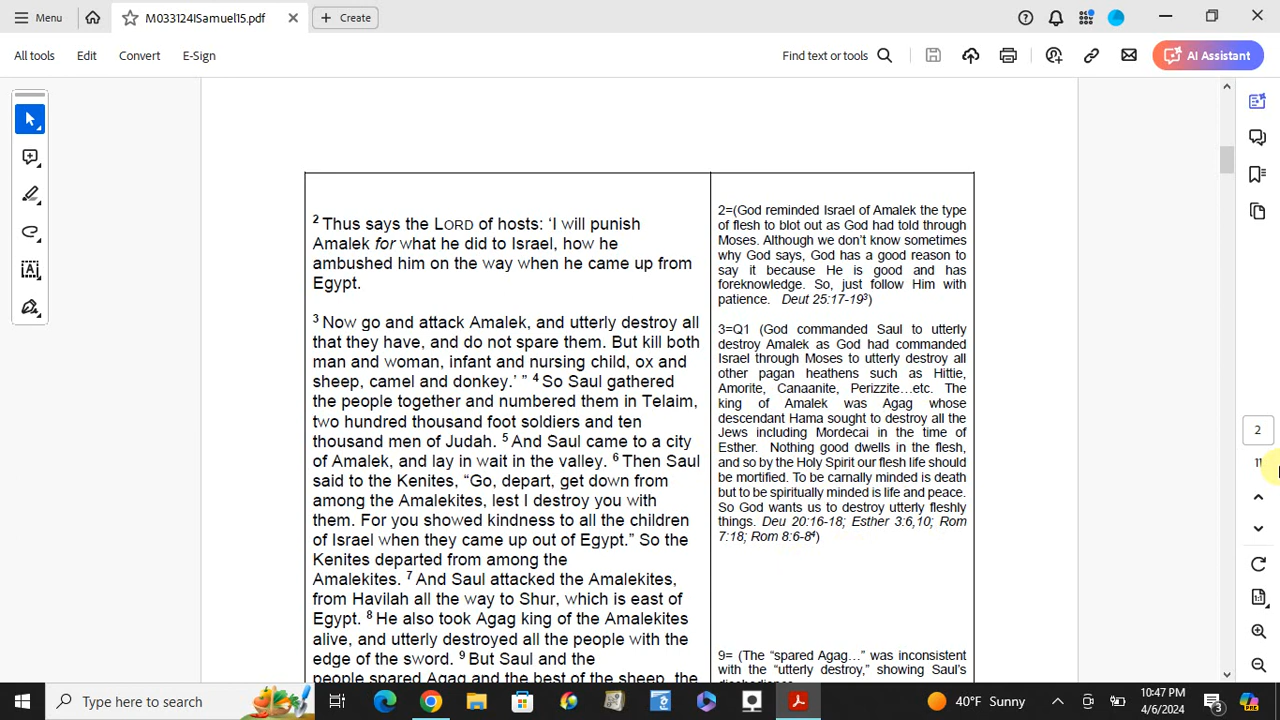 Menu
M033124ISamuel15.pdf
Create
All tools
Edit
Convert
E-Sign
Find text or tools
AI Assistant
2 Thus says the LORD of hosts: ‘I will punish
Amalek for what he did to Israel, how he
ambushed him on the way when he came up from
Egypt.
3 Now go and attack Amalek, and utterly destroy all
that they have, and do not spare them. But kill both
man and woman, infant and nursing child, ox and
sheep, camel and donkey.’ ” 4 So Saul gathered
the people together and numbered them in Telaim,
two hundred thousand foot soldiers and ten
thousand men of Judah. 5 And Saul came to a city
of Amalek, and lay in wait in the valley. 6 Then Saul
said to the Kenites, “Go, depart, get down from
among the Amalekites, lest I destroy you with
them. For you showed kindness to all the children
of Israel when they came up out of Egypt.” So the
Kenites departed from among the
Amalekites. 7 And Saul attacked the Amalekites,
from Havilah all the way to Shur, which is east of
Egypt. 8 He also took Agag king of the Amalekites
alive, and utterly destroyed all the people with the
edge of the sword. 9 But Saul and the
people spared Agag and the best of the sheep, the
2=(God reminded Israel of Amalek the type
of flesh to blot out as God had told through
Moses. Although we don’t know sometimes
why God says, God has a good reason to
say it because He is good and has
foreknowledge. So, just follow Him with
patience. Deut 25:17-19³)
3=Q1 (God commanded Saul to utterly
destroy Amalek as God had commanded
Israel through Moses to utterly destroy all
other pagan heathens such as Hittie,
Amorite, Canaanite, Perizzite…etc. The
king of Amalek was Agag whose
descendant Hama sought to destroy all the
Jews including Mordecai in the time of
Esther. Nothing good dwells in the flesh,
and so by the Holy Spirit our flesh life should
be mortified. To be carnally minded is death
but to be spiritually minded is life and peace.
So God wants us to destroy utterly fleshly
things. Deu 20:16-18; Esther 3:6,10; Rom
7:18; Rom 8:6-8⁴)
9= (The “spared Agag…” was inconsistent
with the “utterly destroy,” showing Saul’s
disobedience
2
11
1:1
Type here to search
40°F Sunny
10:47 PM
4/6/2024
3
PRE